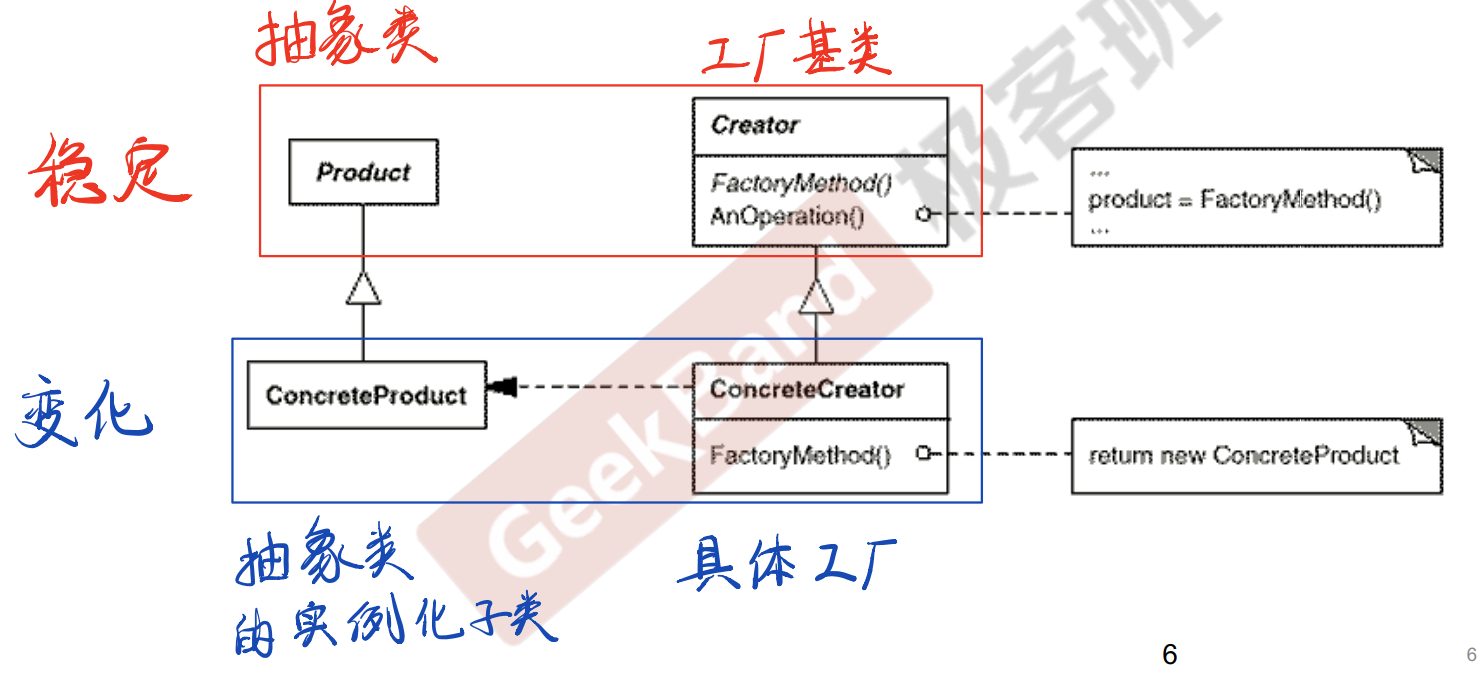 抽象类
工厂基类
稳定
Product
Creator
FactoryMethod()
AnOperation()
...
product = FactoryMethod()
...
变化
ConcreteProduct
ConcreteCreator
FactoryMethod()
return new ConcreteProduct
抽象类
的实例化子类
具体工厂
GeekBand
极客班
6
6